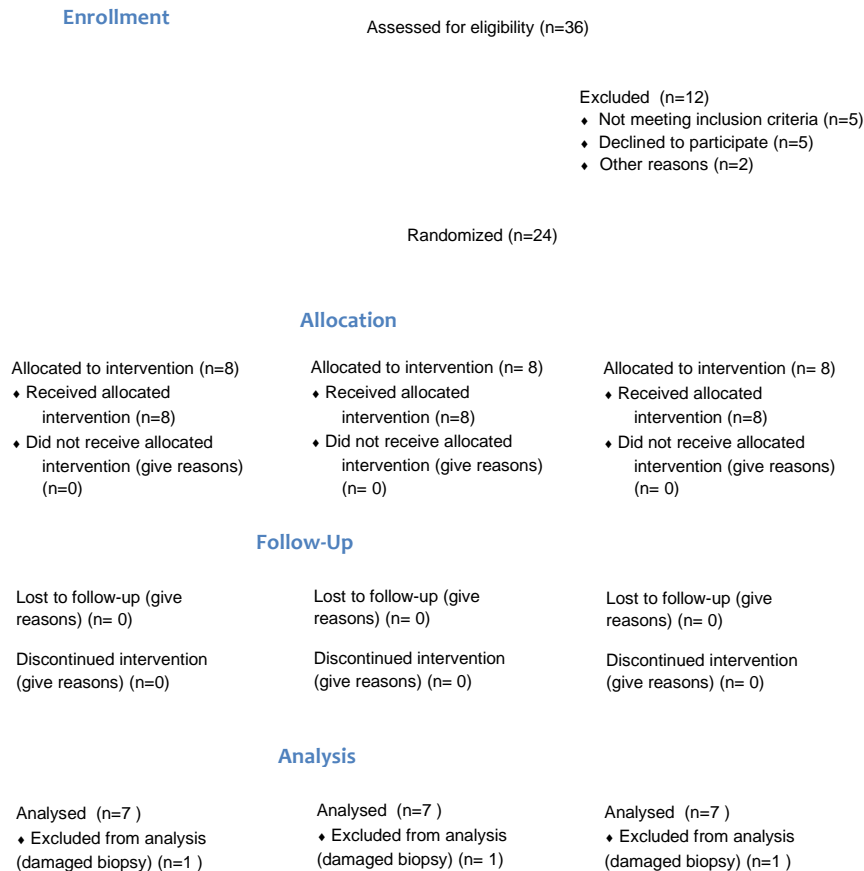 Enrollment
Assessed for eligibility (n=36)
Excluded (n=12)
♦ Not meeting inclusion criteria (n=5)
♦ Declined to participate (n=5)
♦ Other reasons (n=2)
Randomized (n=24)
Allocation
Allocated to intervention (n=8)
♦ Received allocated
intervention (n=8)
♦ Did not receive allocated
intervention (give reasons)
(n=0)
Allocated to intervention (n= 8)
♦ Received allocated
intervention (n=8)
♦ Did not receive allocated
intervention (give reasons)
(n= 0)
Allocated to intervention (n= 8)
♦ Received allocated
intervention (n=8)
♦ Did not receive allocated
intervention (give reasons)
(n= 0)
Follow-Up
Lost to follow-up (give
reasons) (n= 0)
Discontinued intervention
(give reasons) (n=0)
Lost to follow-up (give
reasons) (n= 0)
Discontinued intervention
(give reasons) (n= 0)
Lost to follow-up (give
reasons) (n= 0)
Discontinued intervention
(give reasons) (n= 0)
Analysis
Analysed (n=7 )
♦ Excluded from analysis
(damaged biopsy) (n=1 )
Analysed (n=7 )
♦ Excluded from analysis
(damaged biopsy) (n= 1)
Analysed (n=7 )
♦ Excluded from analysis
(damaged biopsy) (n=1 )